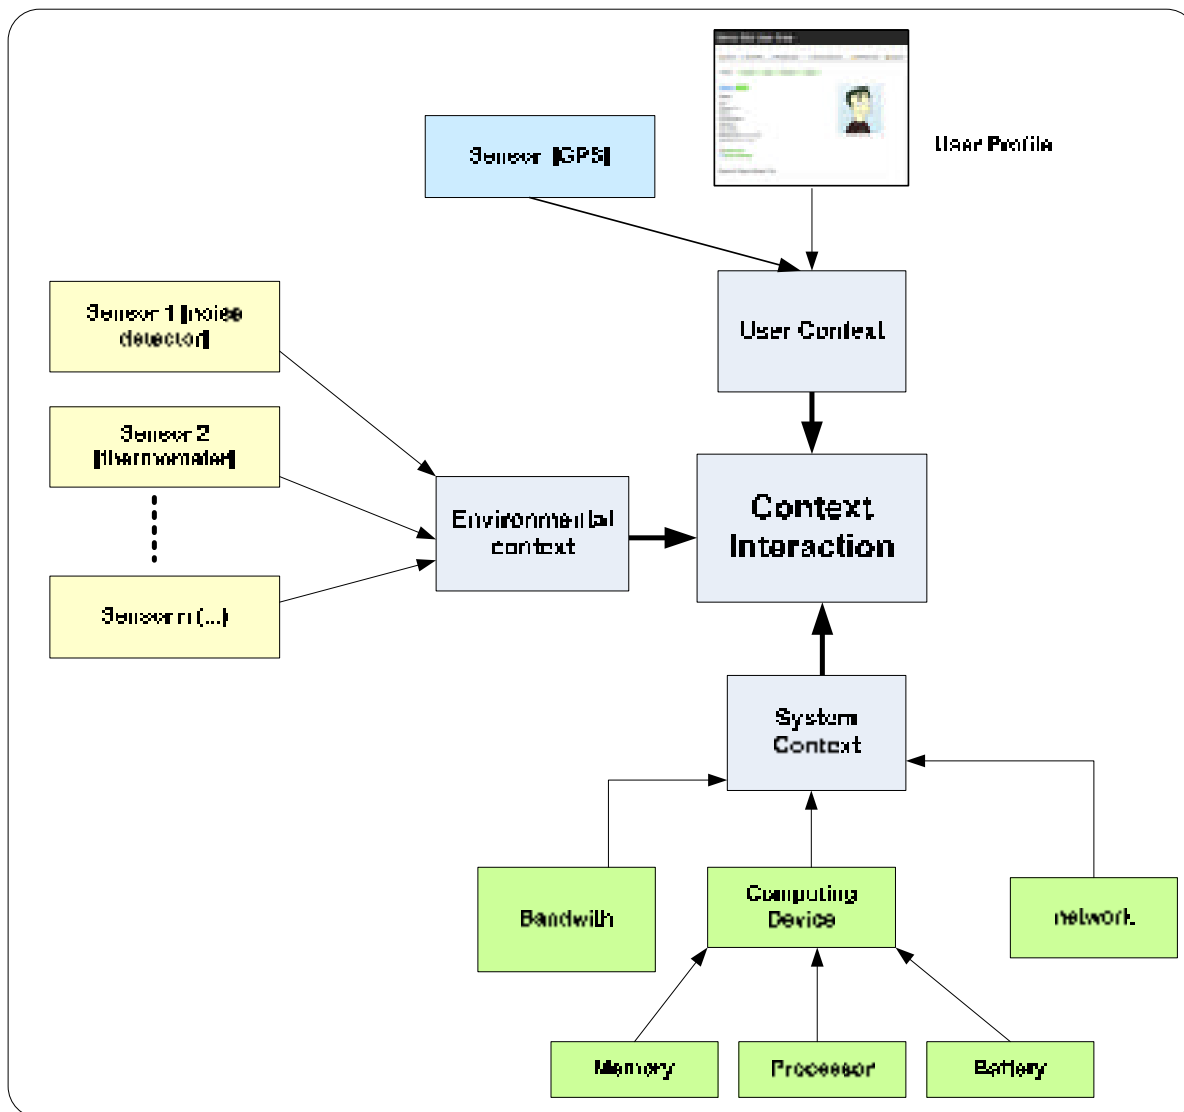 User Profile
Sensor (GPS)
User Context
Sensor 1 (noise
detector)
Sensor 2
(thermometer)
Sensor n (...)
Environmental
context
Context
Interaction
System
Context
Bandwith
Computing
Device
network
Memory
Processor
Battery